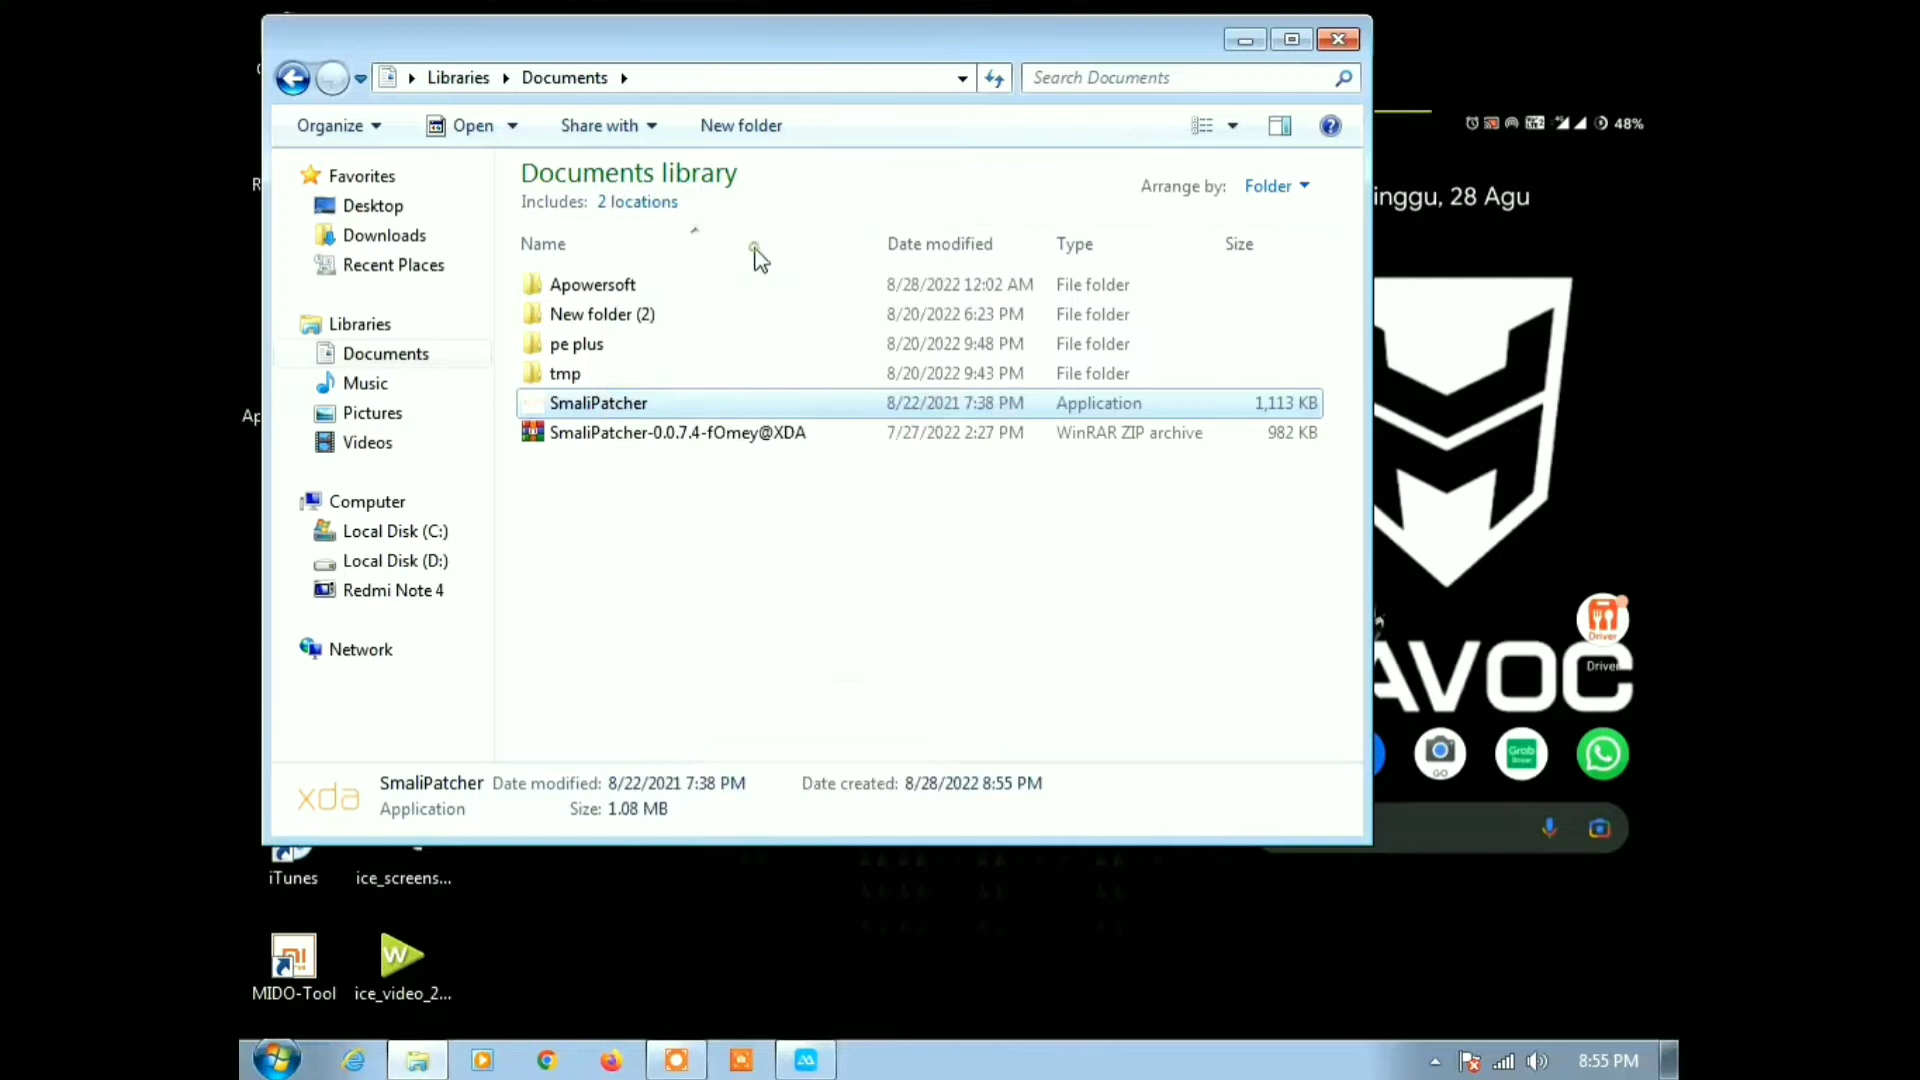 Libraries Documents
Search Documents
Organize Open Share with New folder
48%
Favorites
Desktop
Downloads
Recent Places
Libraries
Documents
Music
Pictures
Videos
Computer
Local Disk (C:)
Local Disk (D:)
Redmi Note 4
Network
Documents library
Includes: 2 locations
Arrange by: Folder
Name Date modified Type Size
Apowersoft 8/28/2022 12:02 AM File folder
New folder (2) 8/20/2022 6:23 PM File folder
pe plus 8/20/2022 9:48 PM File folder
tmp 8/20/2022 9:43 PM File folder
SmaliPatcher 8/22/2021 7:38 PM Application 1,113 KB
SmaliPatcher-0.0.7.4-fOmey@XDA 7/27/2022 2:27 PM WinRAR ZIP archive 982 KB
xda
SmaliPatcher Date modified: 8/22/2021 7:38 PM Date created: 8/28/2022 8:55 PM
Application Size: 1.08 MB
inggu, 28 Agu
Driver
AVOC
Driver
GO
Grab
iTunes
ice_screens...
MIDO-Tool
W
ice_video_2...
8:55 PM